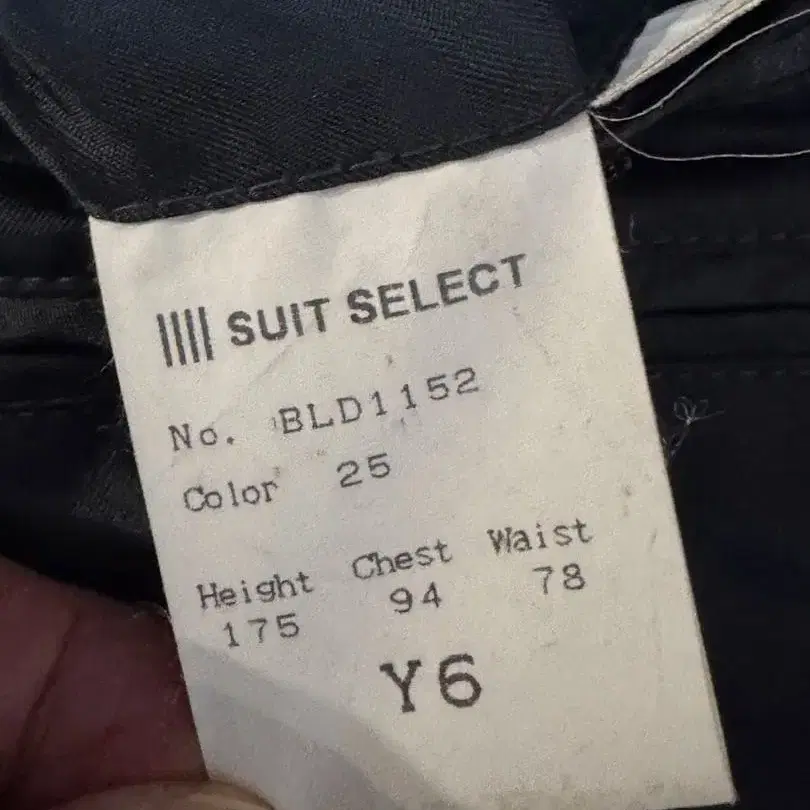 SUIT SELECT
No. BLD1152
Color 25
Height Chest Waist
175 94 78
Y6